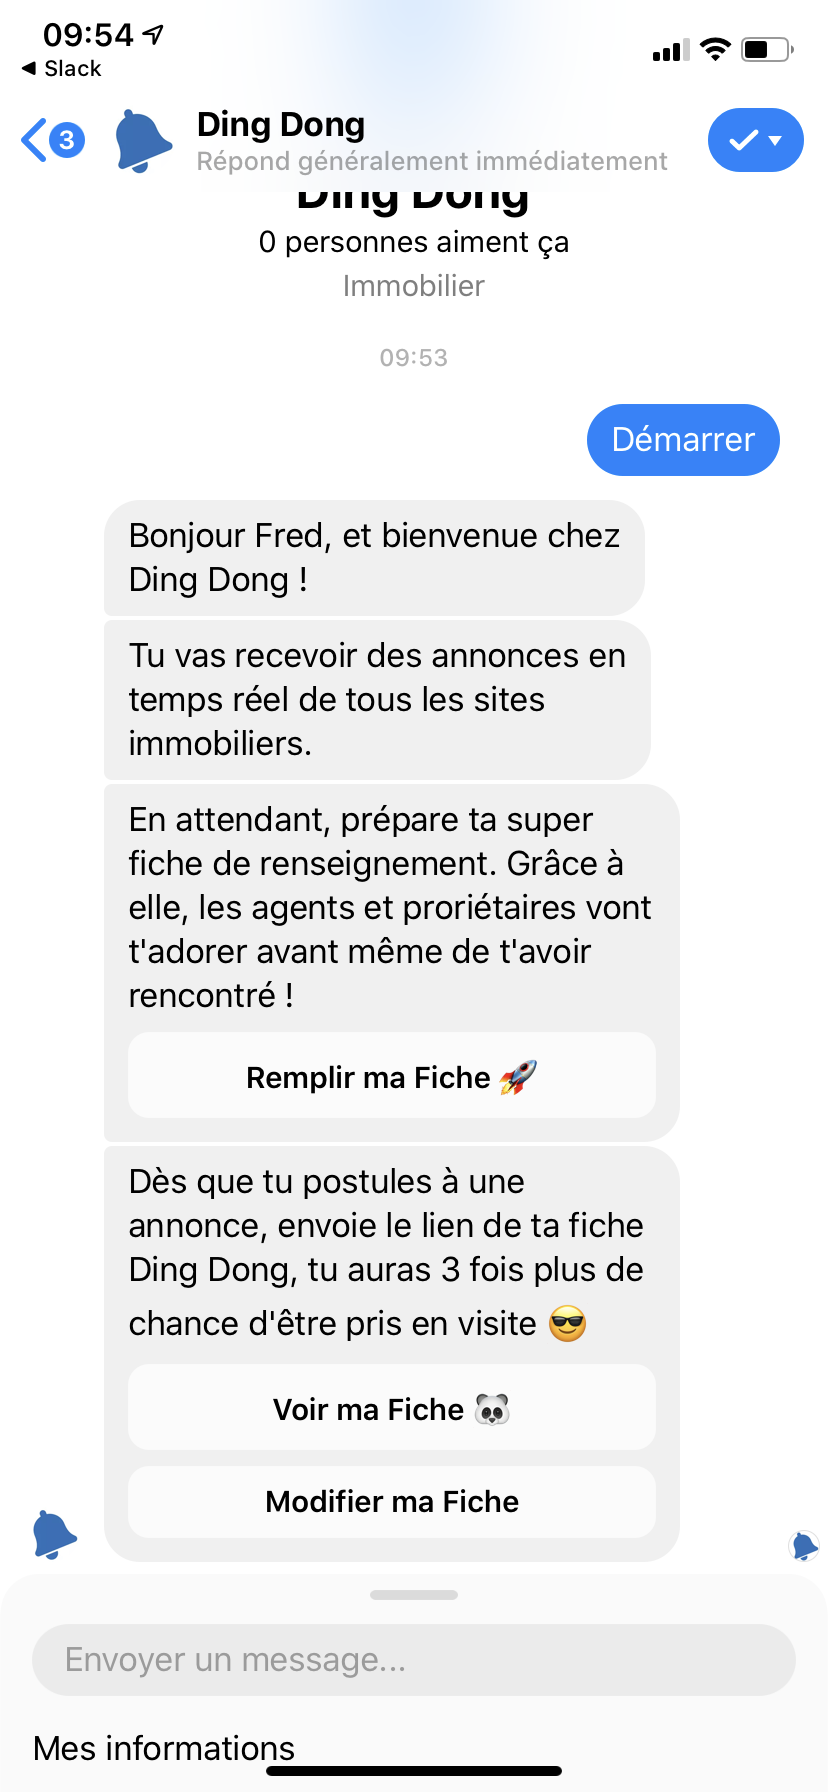 09:54
◀ Slack
3
Ding Dong
Répond généralement immédiatement
Ding Dong
0 personnes aiment ça
Immobilier
09:53
Démarrer
Bonjour Fred, et bienvenue chez
Ding Dong !
Tu vas recevoir des annonces en
temps réel de tous les sites
immobiliers.
En attendant, prépare ta super
fiche de renseignement. Grâce à
elle, les agents et proriétaires vont
t'adorer avant même de t'avoir
rencontré !
Remplir ma Fiche 🚀
Dès que tu postules à une
annonce, envoie le lien de ta fiche
Ding Dong, tu auras 3 fois plus de
chance d'être pris en visite 😎
Voir ma Fiche 🐼
Modifier ma Fiche
Envoyer un message...
Mes informations